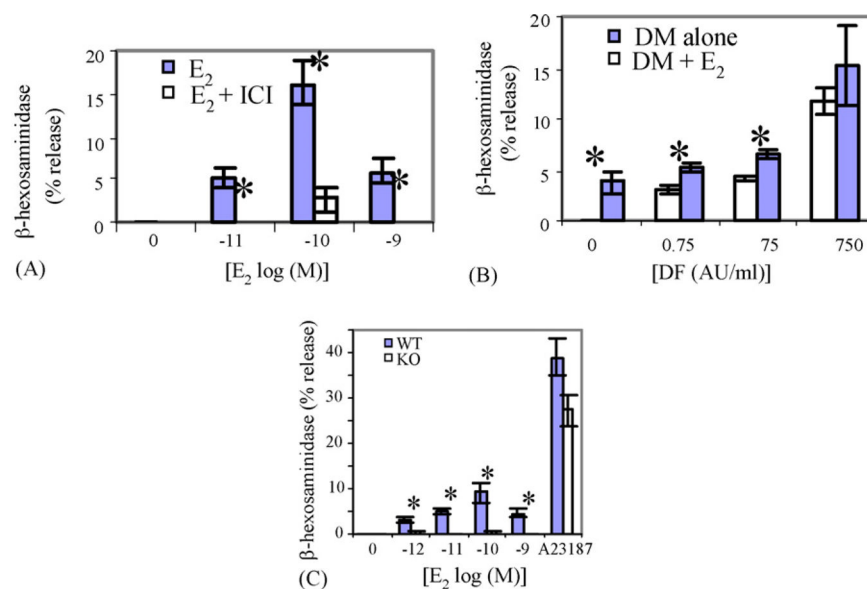 20
15
10
5
0
β-hexosaminidase
(% release)
E2
E2 + ICI
*
*
*
0 -11 -10 -9
[E2 log (M)]
(A)
20
15
10
5
0
β-hexosaminidase
(% release)
DM alone
DM + E2
*
*
*
0 0.75 75 750
[DF (AU/ml)]
(B)
40
30
20
10
0
β-hexosaminidase (% release)
WT
KO
*
*
*
*
0 -12 -11 -10 -9 A23187
[E2 log (M)]
(C)